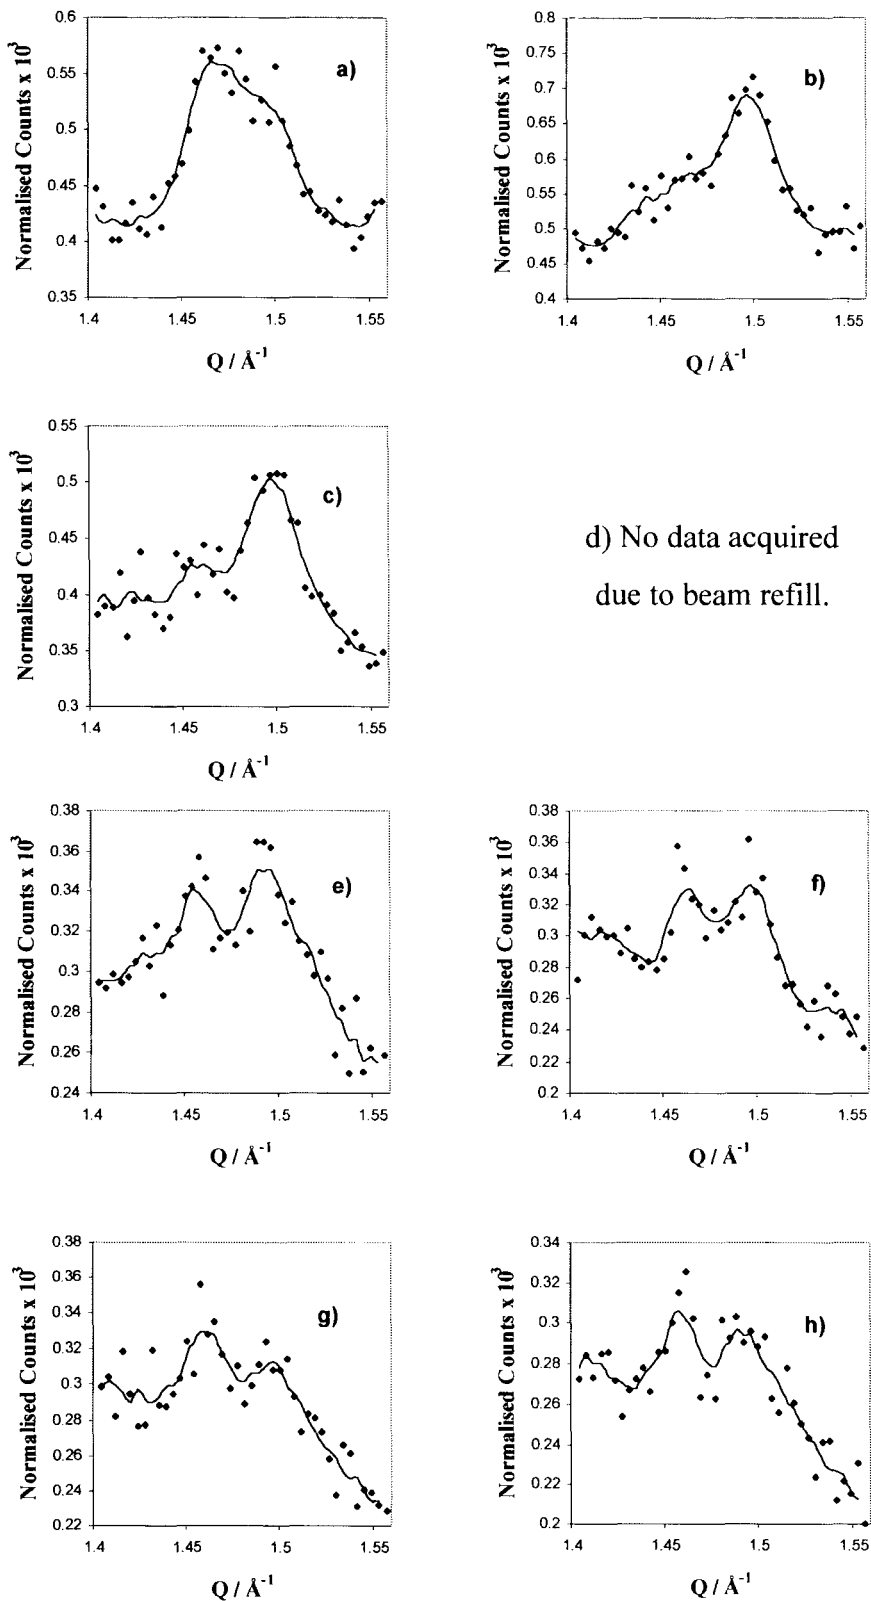 Normalised Counts x 10³
0.6
0.55
0.5
0.45
0.4
0.35
a)
1.4 1.45 1.5 1.55
Q / Å⁻¹
Normalised Counts x 10³
0.8
0.75
0.7
0.65
0.6
0.55
0.5
0.45
0.4
b)
1.4 1.45 1.5 1.55
Q / Å⁻¹
Normalised Counts x 10³
0.55
0.5
0.45
0.4
0.35
0.3
c)
1.4 1.45 1.5 1.55
Q / Å⁻¹
d) No data acquired
due to beam refill.
Normalised Counts x 10³
0.38
0.36
0.34
0.32
0.3
0.28
0.26
0.24
e)
1.4 1.45 1.5 1.55
Q / Å⁻¹
Normalised Counts x 10³
0.38
0.36
0.34
0.32
0.3
0.28
0.26
0.24
0.22
0.2
f)
1.4 1.45 1.5 1.55
Q / Å⁻¹
Normalised Counts x 10³
0.38
0.36
0.34
0.32
0.3
0.28
0.26
0.24
0.22
g)
1.4 1.45 1.5 1.55
Q / Å⁻¹
Normalised Counts x 10³
0.34
0.32
0.3
0.28
0.26
0.24
0.22
0.2
h)
1.4 1.45 1.5 1.55
Q / Å⁻¹